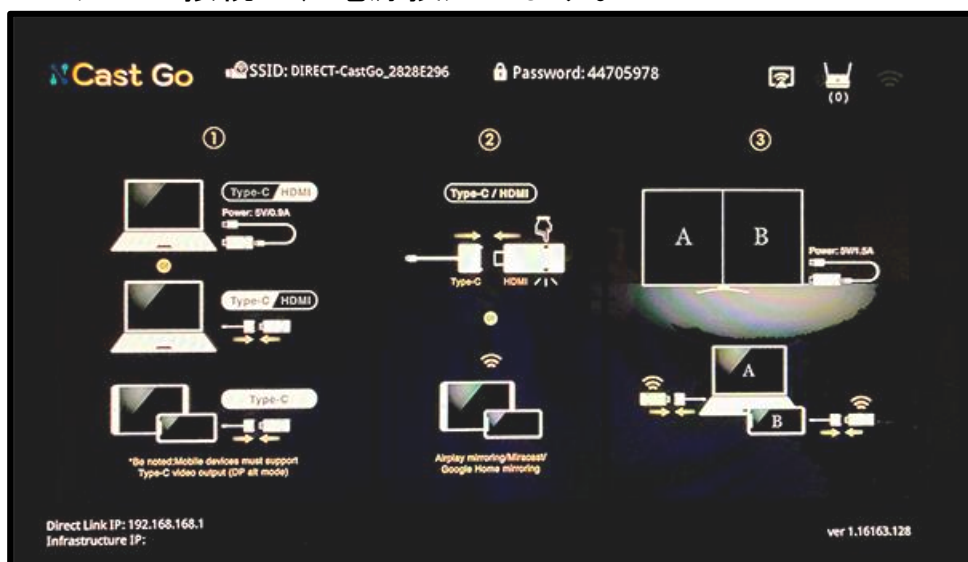 Cast Go
SSID: DIRECT-CastGo_2828E296
Password: 44705978
(0)
①
②
③
Type-C / HDMI
Power: 5V/0.9A
Type-C / HDMI
Type-C
*Be noted:Mobile devices must support
Type-C video output (DP alt mode)
Type-C / HDMI
Type-C
HDMI
Airplay mirroring/Miracast/
Google Home mirroring
A
B
Power: 5V/1.5A
A
B
Direct Link IP: 192.168.168.1
Infrastructure IP:
ver 1.16163.128